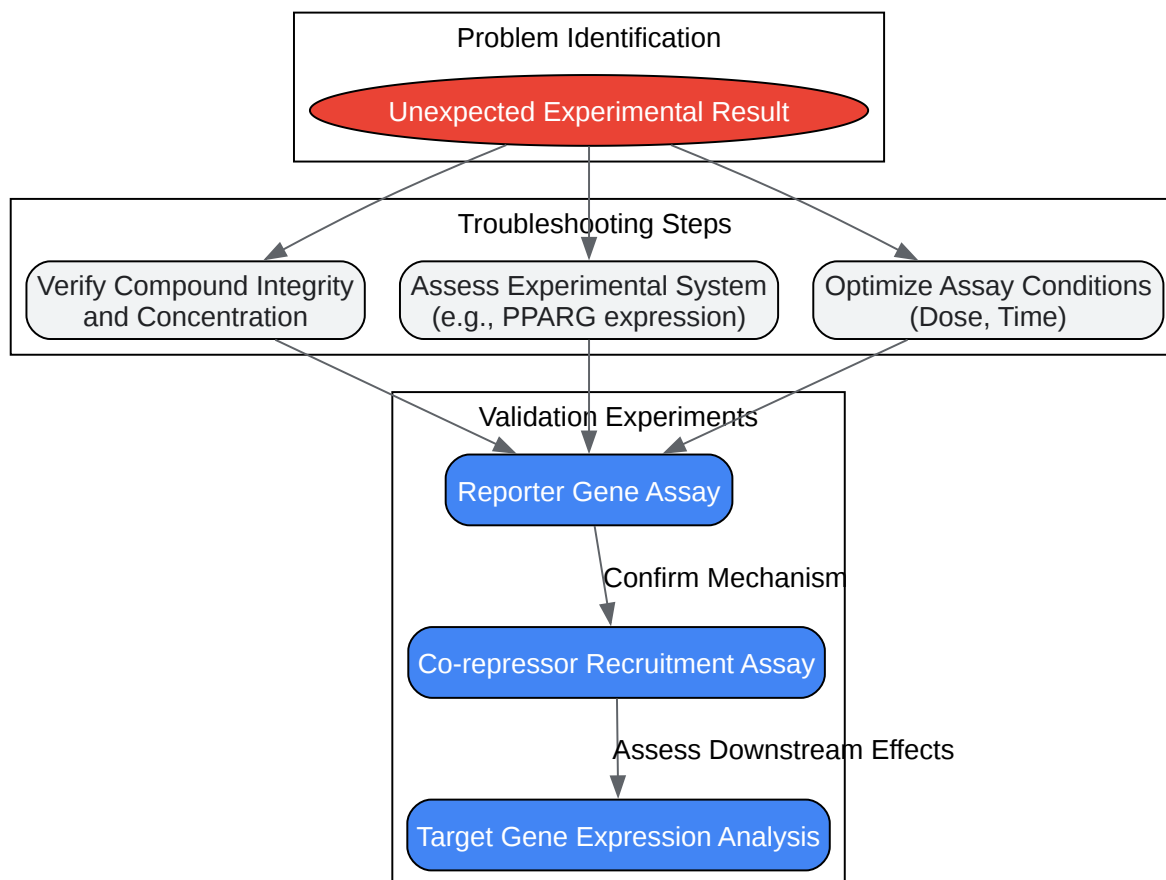 Problem Identification
Unexpected Experimental Result
Troubleshooting Steps
Verify Compound Integrity
and Concentration
Assess Experimental System
(e.g., PPARG expression)
Optimize Assay Conditions
(Dose, Time)
Validation Experiments
Reporter Gene Assay
Confirm Mechanism
Co-repressor Recruitment Assay
Assess Downstream Effects
Target Gene Expression Analysis